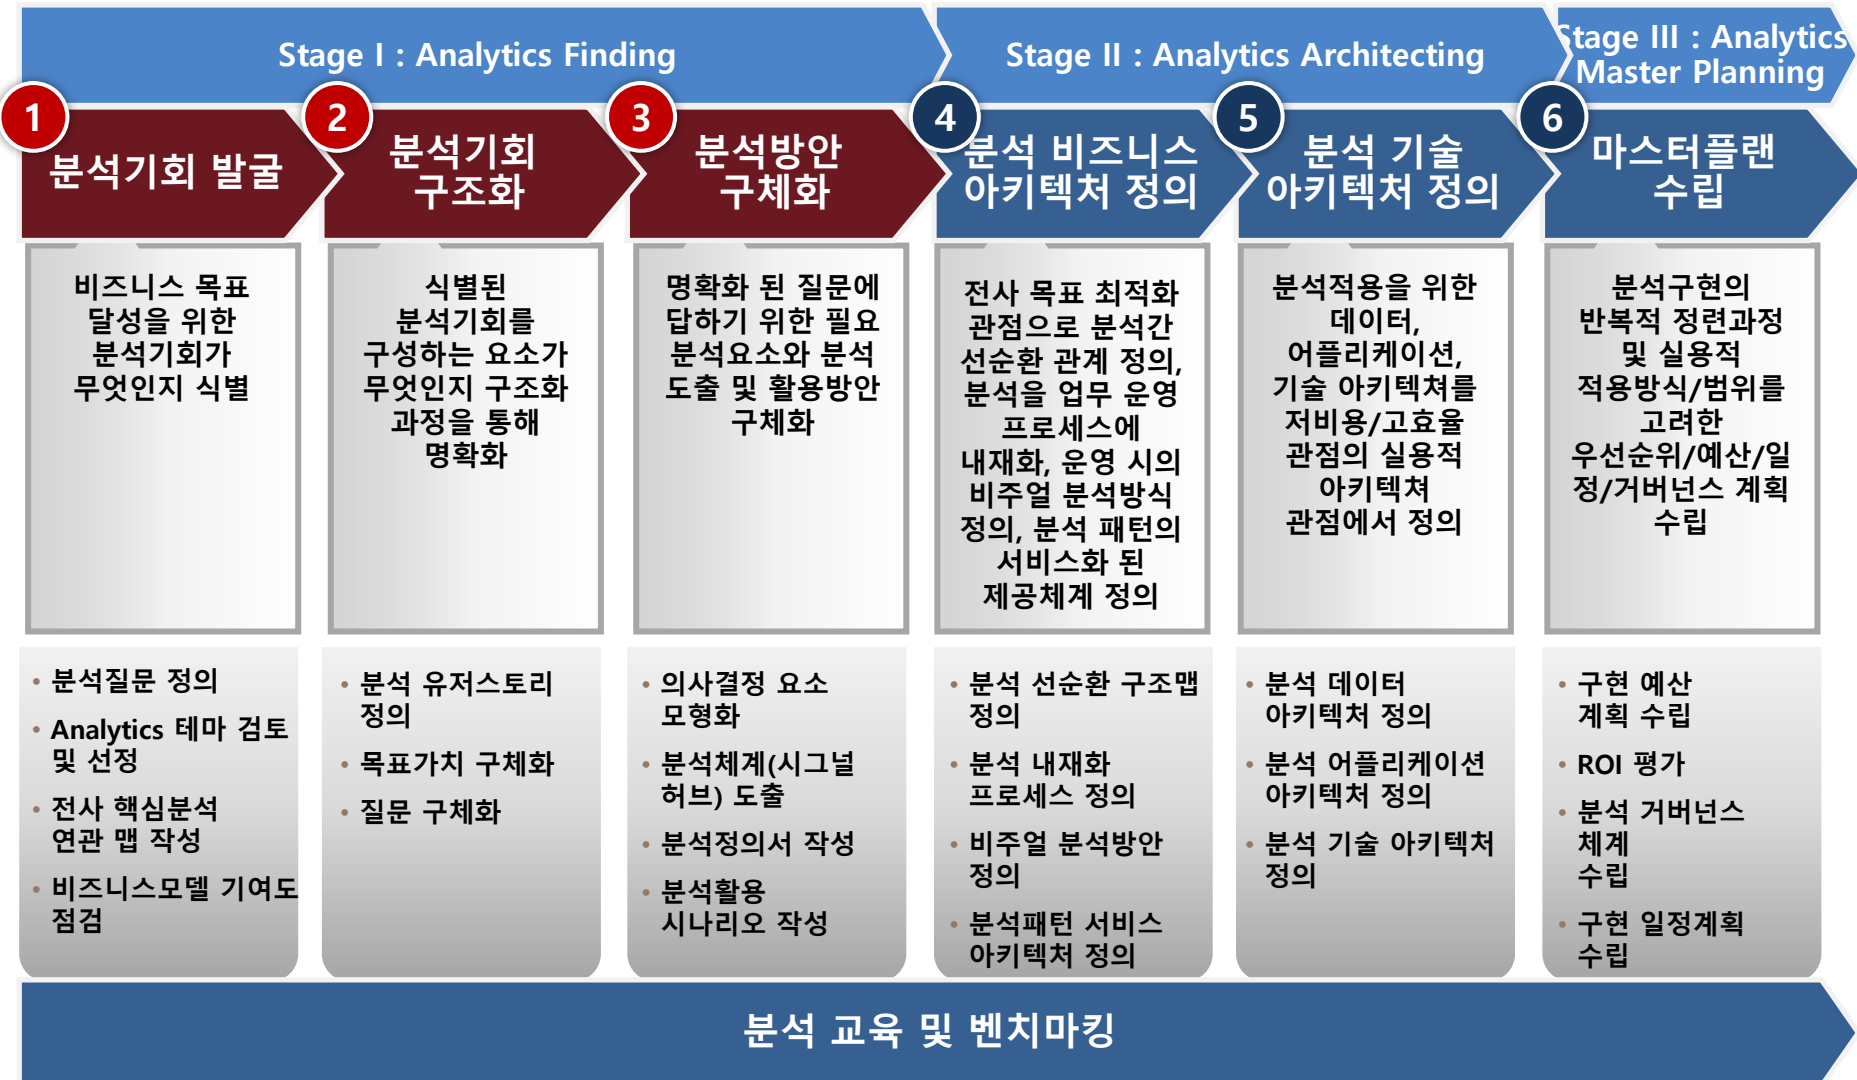 Stage I : Analytics Finding
Stage II : Analytics Architecting
Stage III : Analytics
Master Planning
1
분석기회 발굴
2
분석기회
구조화
3
분석방안
구체화
4
분석 비즈니스
아키텍처 정의
5
분석 기술
아키텍처 정의
6
마스터플랜
수립
비즈니스 목표
달성을 위한
분석기회가
무엇인지 식별
식별된
분석기회를
구성하는 요소가
무엇인지 구조화
과정을 통해
명확화
명확화 된 질문에
답하기 위한 필요
분석요소와 분석
도출 및 활용방안
구체화
전사 목표 최적화
관점으로 분석간
선순환 관계 정의,
분석을 업무 운영
프로세스에
내재화, 운영 시의
비주얼 분석방식
정의, 분석 패턴의
서비스화 된
제공체계 정의
분석적용을 위한
데이터,
어플리케이션,
기술 아키텍처를
저비용/고효율
관점의 실용적
아키텍쳐
관점에서 정의
분석구현의
반복적 정련과정
및 실용적
적용방식/범위를
고려한
우선순위/예산/일
정/거버넌스 계획
수립
• 분석질문 정의
• Analytics 테마 검토
및 선정
• 전사 핵심분석
연관 맵 작성
• 비즈니스모델 기여도
점검
• 분석 유저스토리
정의
• 목표가치 구체화
• 질문 구체화
• 의사결정 요소
모형화
• 분석체계(시그널
허브) 도출
• 분석정의서 작성
• 분석활용
시나리오 작성
• 분석 선순환 구조맵
정의
• 분석 내재화
프로세스 정의
• 비주얼 분석방안
정의
• 분석패턴 서비스
아키텍처 정의
• 분석 데이터
아키텍처 정의
• 분석 어플리케이션
아키텍처 정의
• 분석 기술 아키텍처
정의
• 구현 예산
계획 수립
• ROI 평가
• 분석 거버넌스
체계
수립
• 구현 일정계획
수립
분석 교육 및 벤치마킹